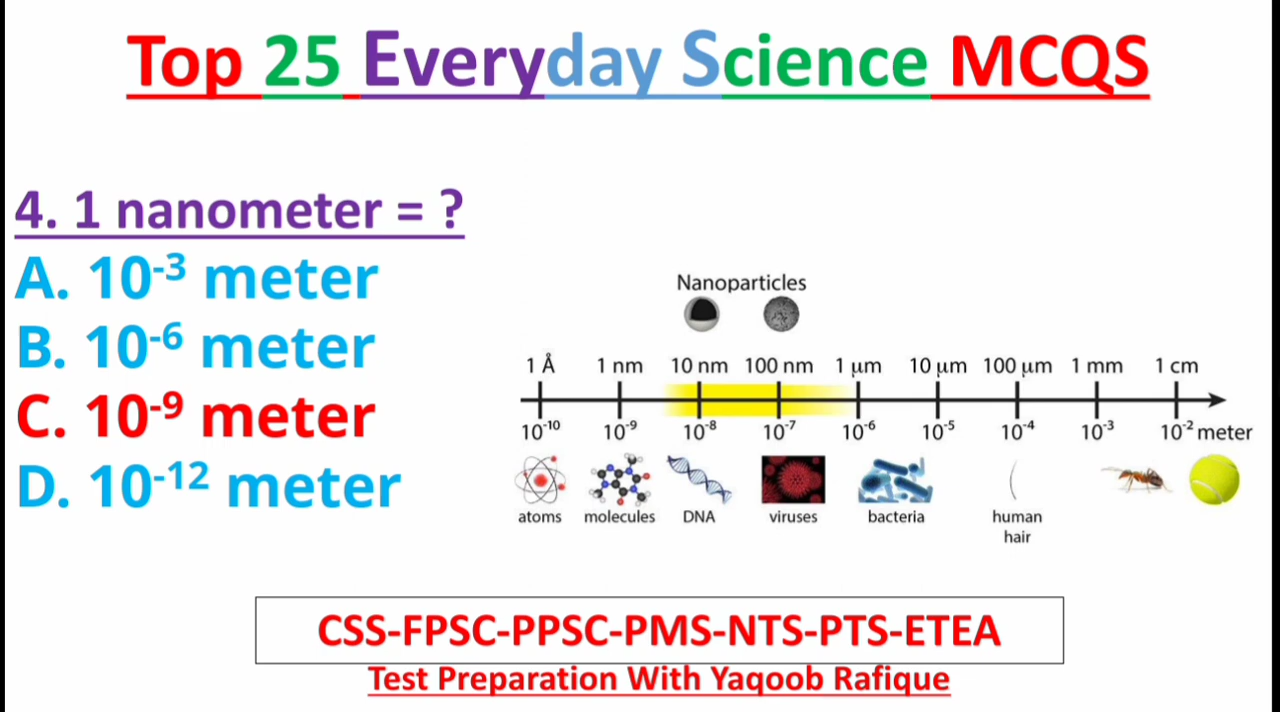 Top 25 Everyday Science MCQS
4. 1 nanometer = ?
A. 10⁻³ meter
B. 10⁻⁶ meter
C. 10⁻⁹ meter
D. 10⁻¹² meter
Nanoparticles
1 Å 1 nm 10 nm 100 nm 1 µm 10 µm 100 µm 1 mm 1 cm
10⁻¹⁰ 10⁻⁹ 10⁻⁸ 10⁻⁷ 10⁻⁶ 10⁻⁵ 10⁻⁴ 10⁻³ 10⁻² meter
atoms molecules DNA viruses bacteria human
hair
CSS-FPSC-PPSC-PMS-NTS-PTS-ETEA
Test Preparation With Yaqoob Rafique